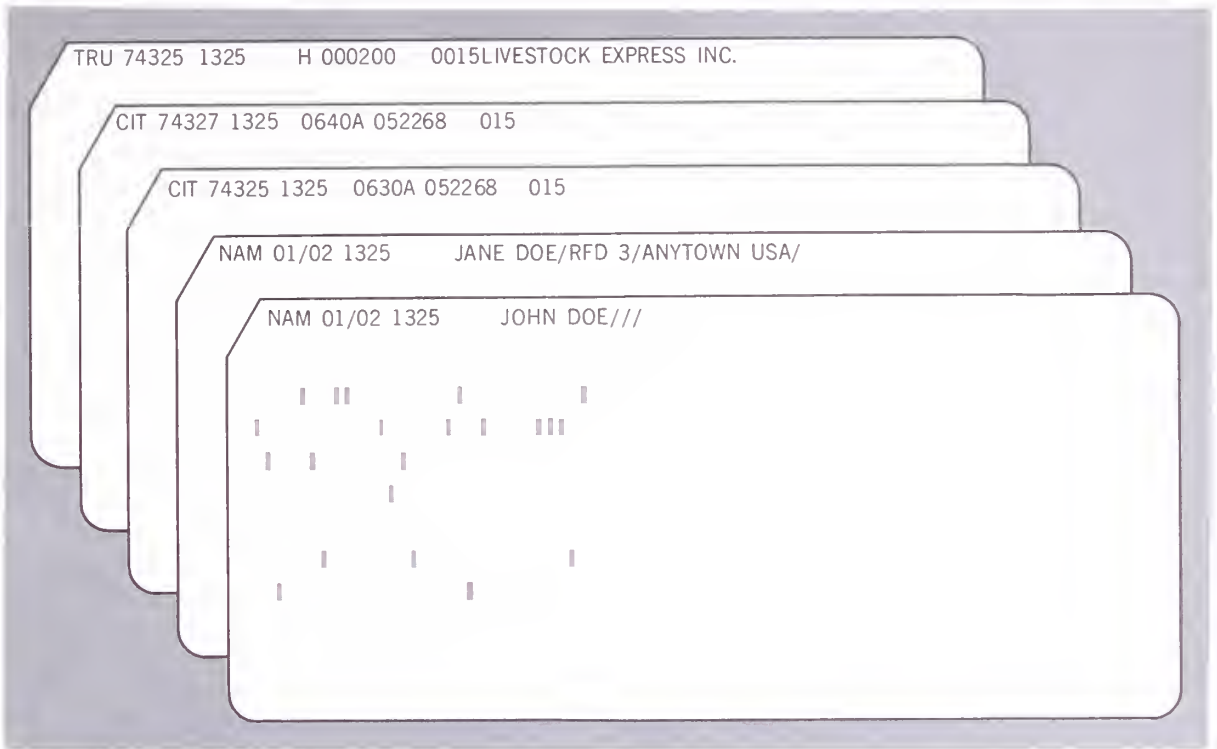 TRU 74325 1325 H 000200 0015LIVESTOCK EXPRESS INC.
CIT 74327 1325 0640A 052268 015
CIT 74325 1325 0630A 052268 015
NAM 01/02 1325 JANE DOE/RFD 3/ANYTOWN USA/
NAM 01/02 1325 JOHN DOE///